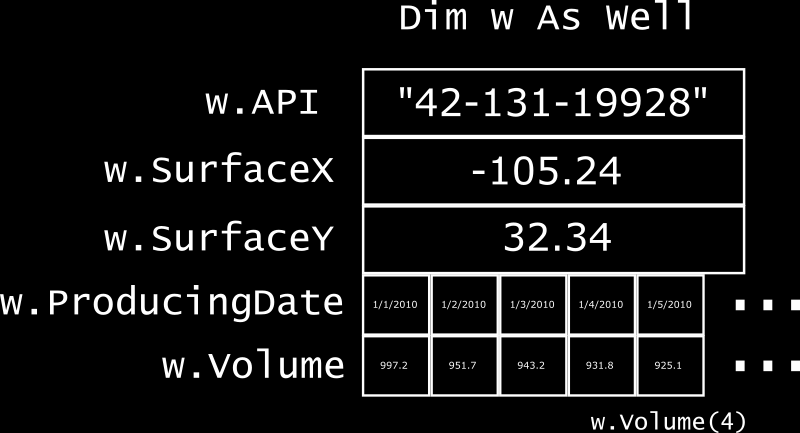 Dim w As Well
w.API "42-131-19928"
w.SurfaceX -105.24
w.SurfaceY 32.34
w.ProducingDate 1/1/2010 1/2/2010 1/3/2010 1/4/2010 1/5/2010 ...
w.Volume 997.2 951.7 943.2 931.8 925.1 ...
w.Volume(4)